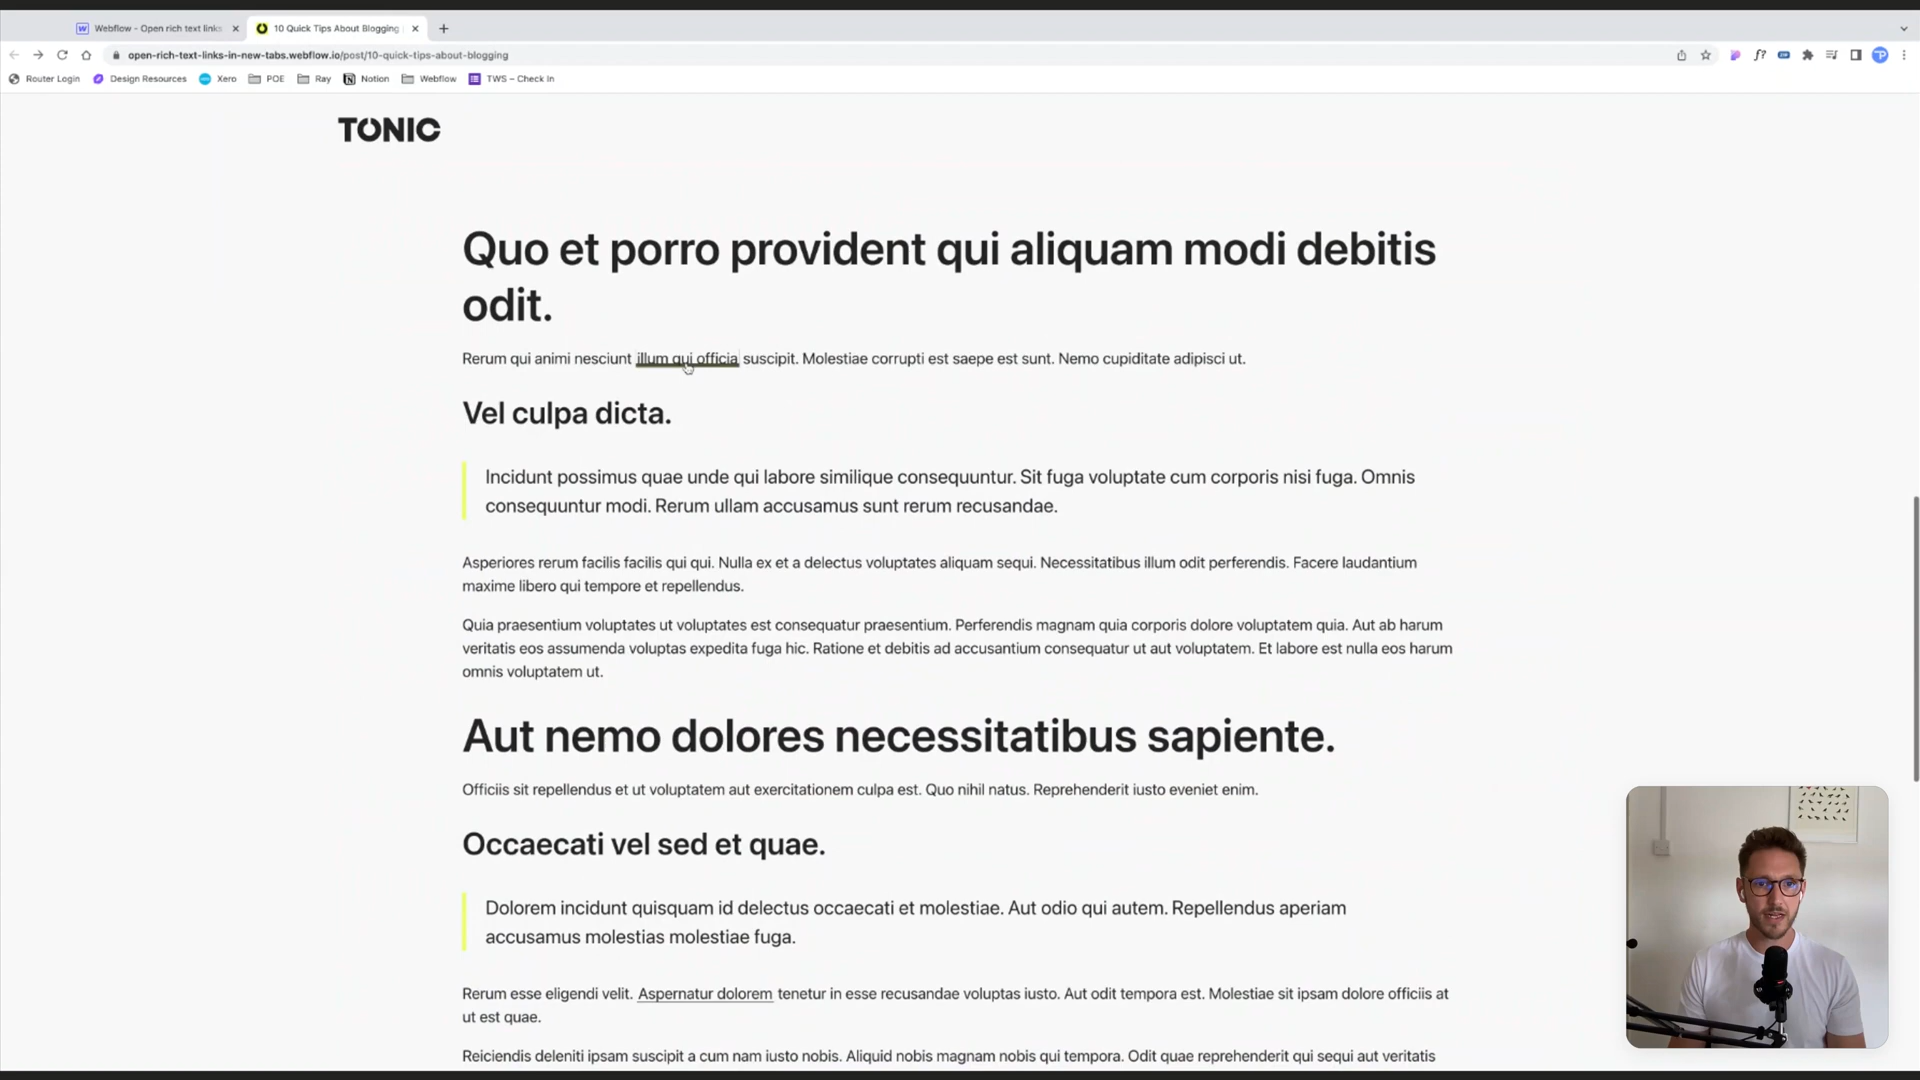 Webflow - Open rich text links
10 Quick Tips About Blogging
open-rich-text-links-in-new-tabs.webflow.io/post/10-quick-tips-about-blogging
Router Login
Design Resources
Xero
POE
Ray
Notion
Webflow
TWS – Check In
TONIC
Quo et porro provident qui aliquam modi debitis
odit.
Rerum qui animi nesciunt illum qui officia suscipit. Molestiae corrupti est saepe est sunt. Nemo cupiditate adipisci ut.
Vel culpa dicta.
Incidunt possimus quae unde qui labore similique consequuntur. Sit fuga voluptate cum corporis nisi fuga. Omnis
consequuntur modi. Rerum ullam accusamus sunt rerum recusandae.
Asperiores rerum facilis facilis qui qui. Nulla ex et a delectus voluptates aliquam sequi. Necessitatibus illum odit perferendis. Facere laudantium
maxime libero qui tempore et repellendus.
Quia praesentium voluptates ut voluptates est consequatur praesentium. Perferendis magnam quia corporis dolore voluptatem quia. Aut ab harum
veritatis eos assumenda voluptas expedita fuga hic. Ratione et debitis ad accusantium consequatur ut aut voluptatem. Et labore est nulla eos harum
omnis voluptatem ut.
Aut nemo dolores necessitatibus sapiente.
Officiis sit repellendus et ut voluptatem aut exercitationem culpa est. Quo nihil natus. Reprehenderit iusto eveniet enim.
Occaecati vel sed et quae.
Dolorem incidunt quisquam id delectus occaecati et molestiae. Aut odio qui autem. Repellendus aperiam
accusamus molestias molestiae fuga.
Rerum esse eligendi velit. Aspernatur dolorem tenetur in esse recusandae voluptas iusto. Aut odit tempora est. Molestiae sit ipsam dolore officiis at
ut est quae.
Reiciendis deleniti ipsam suscipit a cum nam iusto nobis. Aliquid nobis magnam nobis qui tempora. Odit quae reprehenderit qui sequi aut veritatis